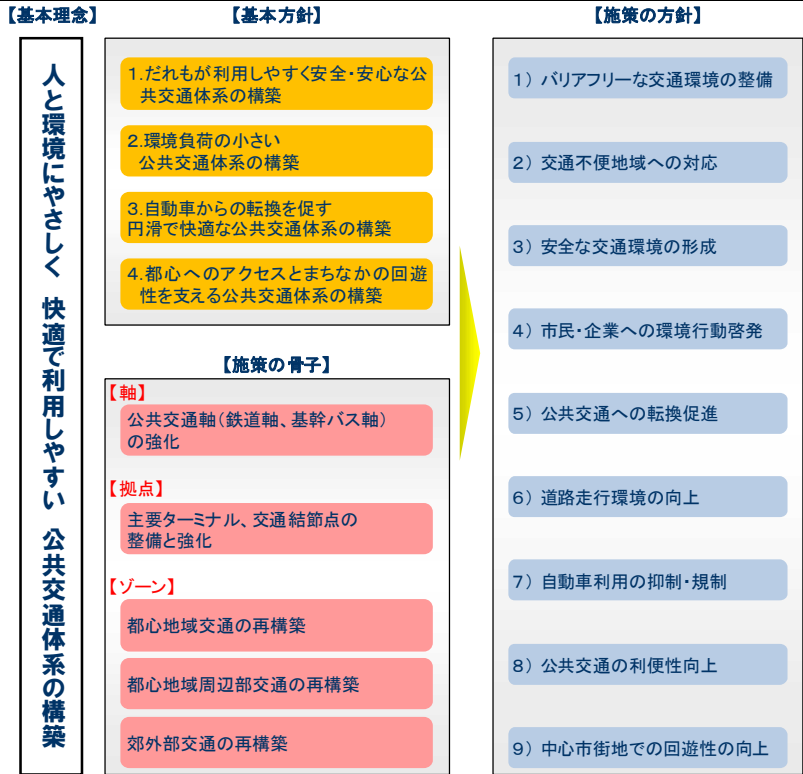 【基本理念】
人と環境にやさしく 快適で利用しやすい 公共交通体系の構築
【基本方針】
1.だれもが利用しやすく安全・安心な公
共交通体系の構築
2.環境負荷の小さい
公共交通体系の構築
3.自動車からの転換を促す
円滑で快適な公共交通体系の構築
4.都心へのアクセスとまちなかの回遊
性を支える公共交通体系の構築
【施策の骨子】
【軸】
公共交通軸(鉄道軸、基幹バス軸)
の強化
【拠点】
主要ターミナル、交通結節点の
整備と強化
【ゾーン】
都心地域交通の再構築
都心地域周辺部交通の再構築
郊外部交通の再構築
【施策の方針】
1) バリアフリーな交通環境の整備
2) 交通不便地域への対応
3) 安全な交通環境の形成
4) 市民・企業への環境行動啓発
5) 公共交通への転換促進
6) 道路走行環境の向上
7) 自動車利用の抑制・規制
8) 公共交通の利便性向上
9) 中心市街地での回遊性の向上